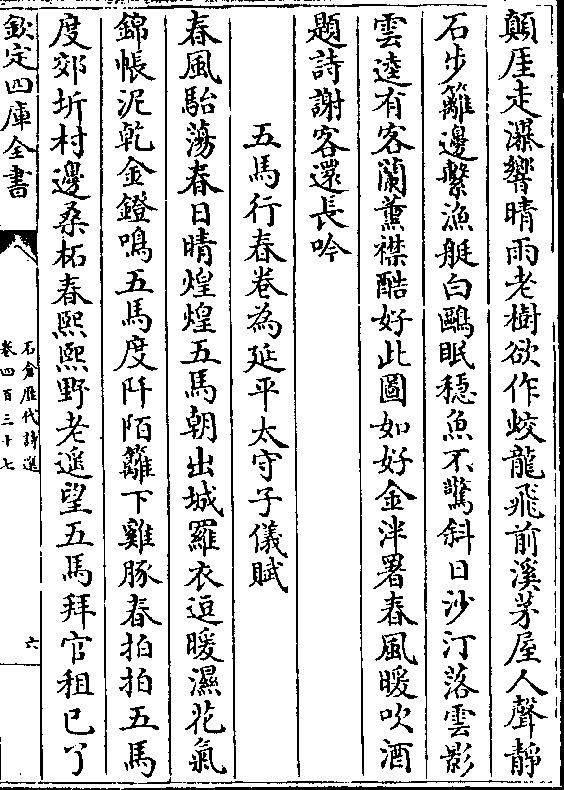 顛厓走瀑響晴雨老樹欲作蛟龍飛前溪茅屋人聲靜
石步籬邊繫漁艇白鷗眠穩魚不驚斜日沙汀落雲影
雲逵有客蘭薰襟酷好此圖如好金泮署春風暖吹酒
題詩謝客還長吟
五馬行春卷為延平太守子儀賦
春風駘蕩春日晴煌煌五馬朝出城羅衣逗暖濕花氣
錦帳泥乾金鐙鳴五馬度阡陌籬下雞豚春拍拍五馬
度郊圻村邊桑柘春熙熙野老遥望五馬拜官租已了
欽定四庫全書
石倉歷代詩選
卷四百三十七
六